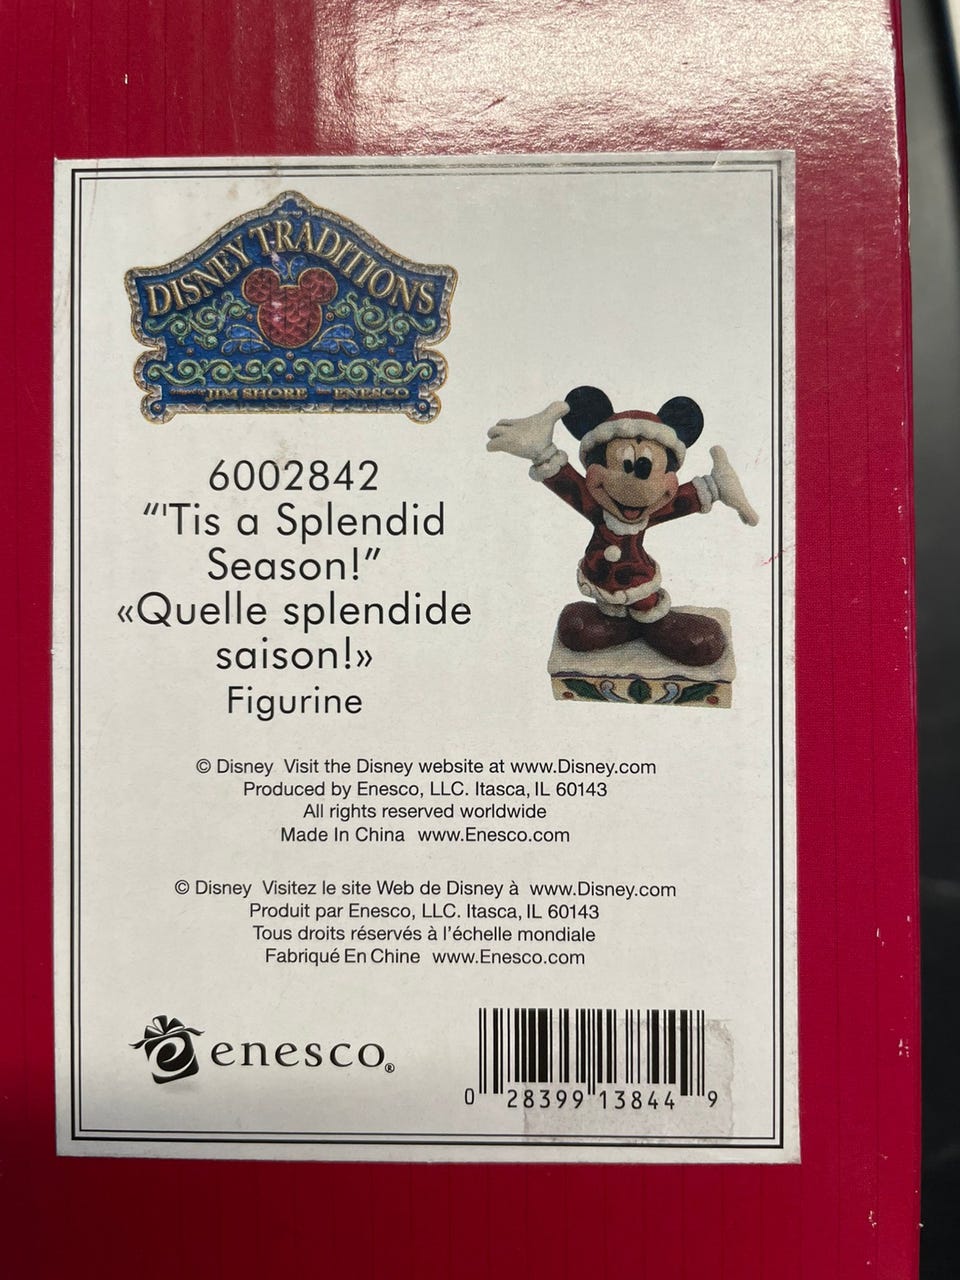 DISNEY TRADITIONS
JIM SHORE ENESCO
6002842
“'Tis a Splendid
Season!”
«Quelle splendide
saison!»
Figurine
© Disney Visit the Disney website at www.Disney.com
Produced by Enesco, LLC. Itasca, IL 60143
All rights reserved worldwide
Made In China www.Enesco.com
© Disney Visitez le site Web de Disney à www.Disney.com
Produit par Enesco, LLC. Itasca, IL 60143
Tous droits réservés à l'échelle mondiale
Fabriqué En Chine www.Enesco.com
enesco®
0 28399 13844 9